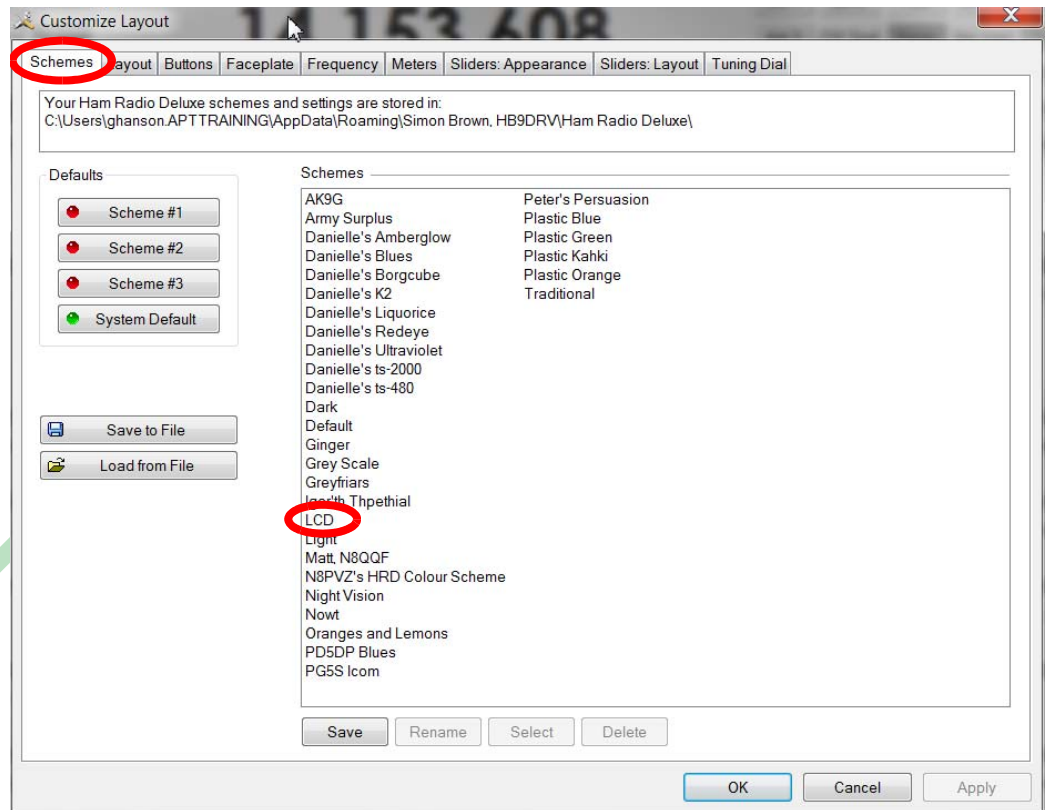 Customize Layout
14 153 608
Schemes Layout Buttons Faceplate Frequency Meters Sliders: Appearance Sliders: Layout Tuning Dial
Your Ham Radio Deluxe schemes and settings are stored in:
C:\Users\ghanson.APTTRAINING\AppData\Roaming\Simon Brown, HB9DRV\Ham Radio Deluxe\
Defaults
Scheme #1
Scheme #2
Scheme #3
System Default
Save to File
Load from File
Schemes
AK9G
Army Surplus
Danielle's Amberglow
Danielle's Blues
Danielle's Borgcube
Danielle's K2
Danielle's Liquorice
Danielle's Redeye
Danielle's Ultraviolet
Danielle's ts-2000
Danielle's ts-480
Dark
Default
Ginger
Grey Scale
Greyfriars
Igor'th Thpethial
LCD
Light
Matt, N8QQF
N8PVZ's HRD Colour Scheme
Night Vision
Nowt
Oranges and Lemons
PD5DP Blues
PG5S Icom
Peter's Persuasion
Plastic Blue
Plastic Green
Plastic Kahki
Plastic Orange
Traditional
Save Rename Select Delete
OK Cancel Apply